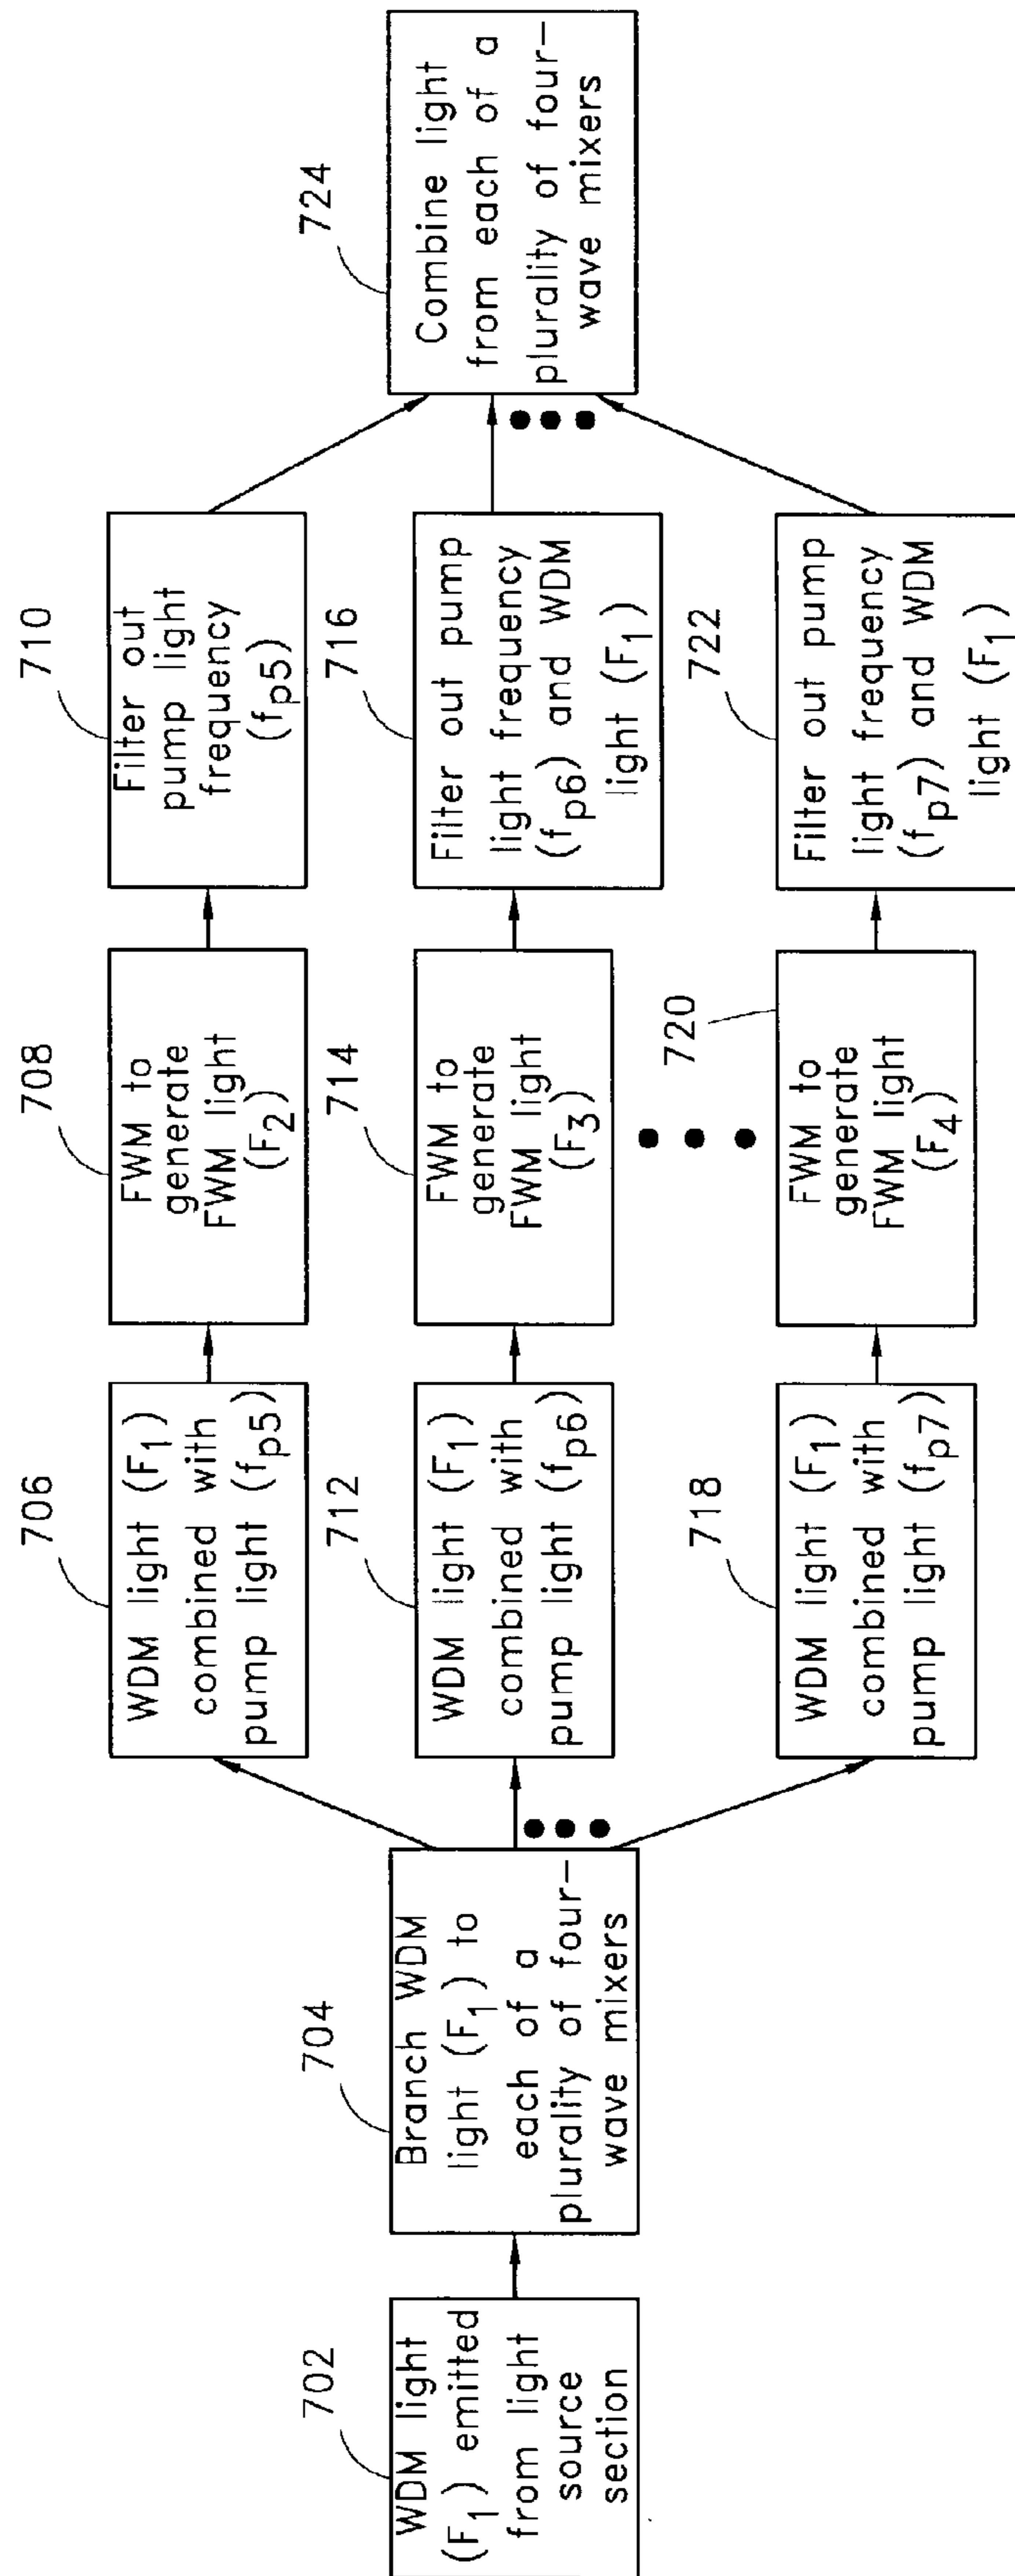 702
WDM light
(F1) emitted
from light
source
section
704
Branch WDM
light (F1) to
each of a
plurality of four-
wave mixers
706
WDM light (F1)
combined with
pump light (fp5)
708
FWM to
generate
FWM light
(F2)
710
Filter out
pump light
frequency
(fp5)
712
WDM light (F1)
combined with
pump light (fp6)
714
FWM to
generate
FWM light
(F3)
716
Filter out pump
light frequency
(fp6) and WDM
light (F1)
718
WDM light (F1)
combined with
pump light (fp7)
720
FWM to
generate
FWM light
(F4)
722
Filter out pump
light frequency
(fp7) and WDM
light (F1)
724
Combine light
from each of a
plurality of four-
wave mixers